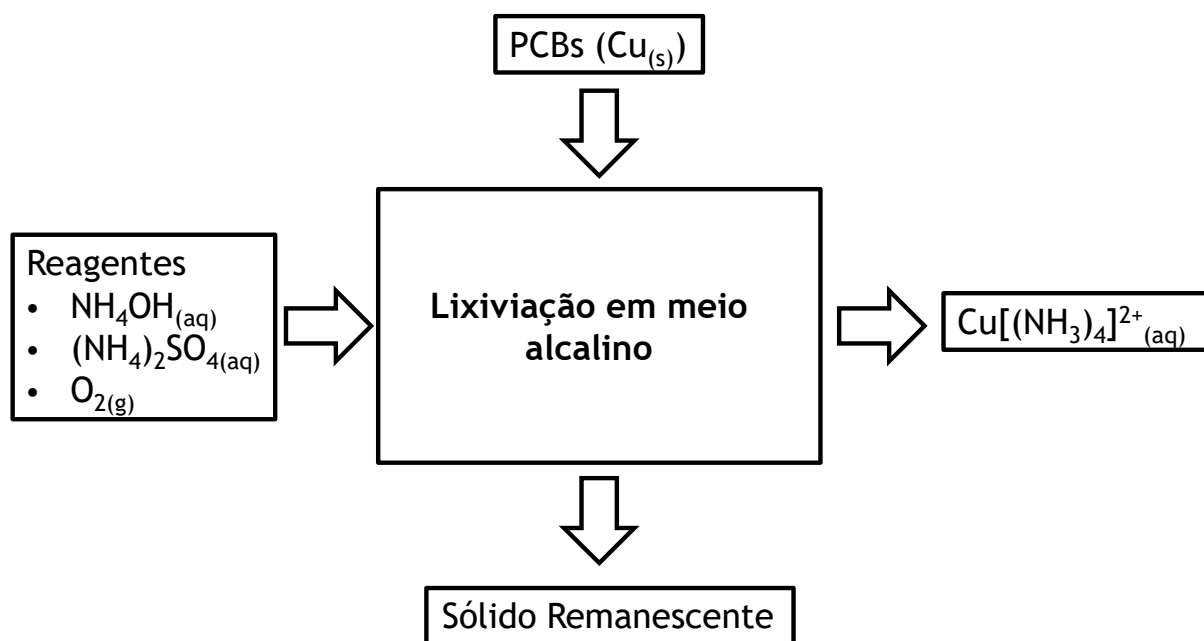 PCBs (Cu(s))
Reagentes
• NH4OH(aq)
• (NH4)2SO4(aq)
• O2(g)
Lixiviação em meio
alcalino
Cu[(NH3)4]2+(aq)
Sólido Remanescente